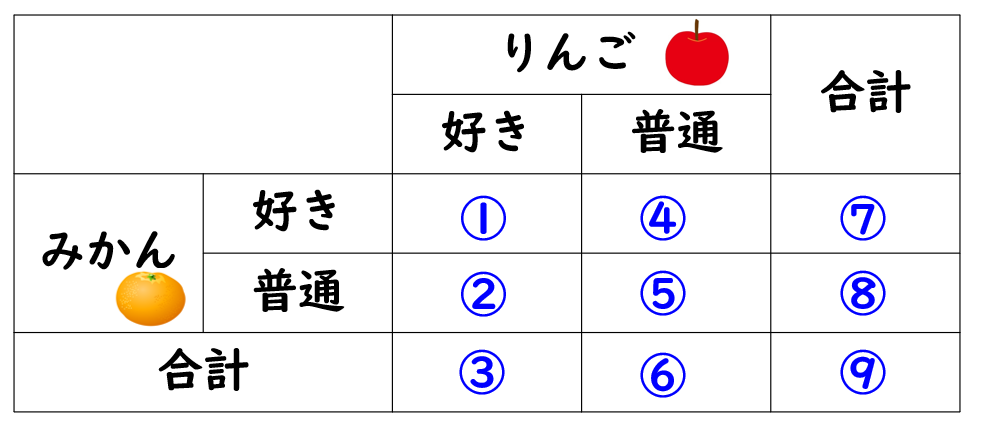 りんご
合計
好き 普通
みかん
好き ① ④ ⑦
普通 ② ⑤ ⑧
合計 ③ ⑥ ⑨